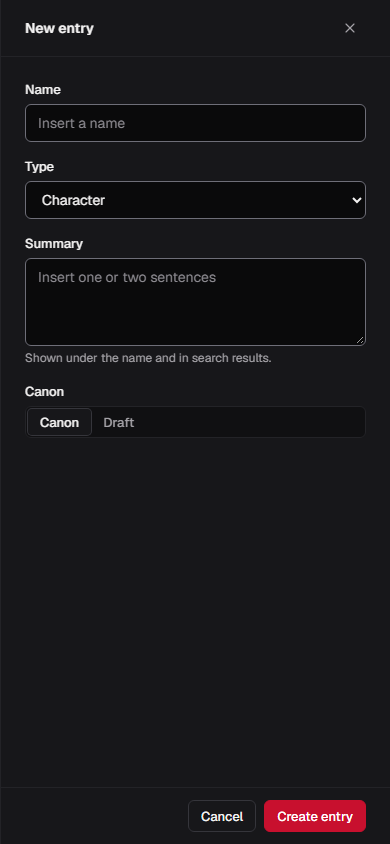 New entry
Name
Insert a name
Type
Character
Summary
Insert one or two sentences
Shown under the name and in search results.
Canon
Canon Draft
Cancel Create entry